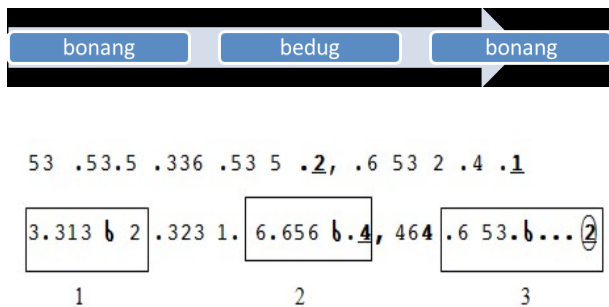 bonang bedug bonang
53 .53.5 .336 .53 5 .2, .6 53 2 .4 .1
3.313 b 2 .323 1. 6.656 b.4, 464 .6 53.b... 2
1 2 3